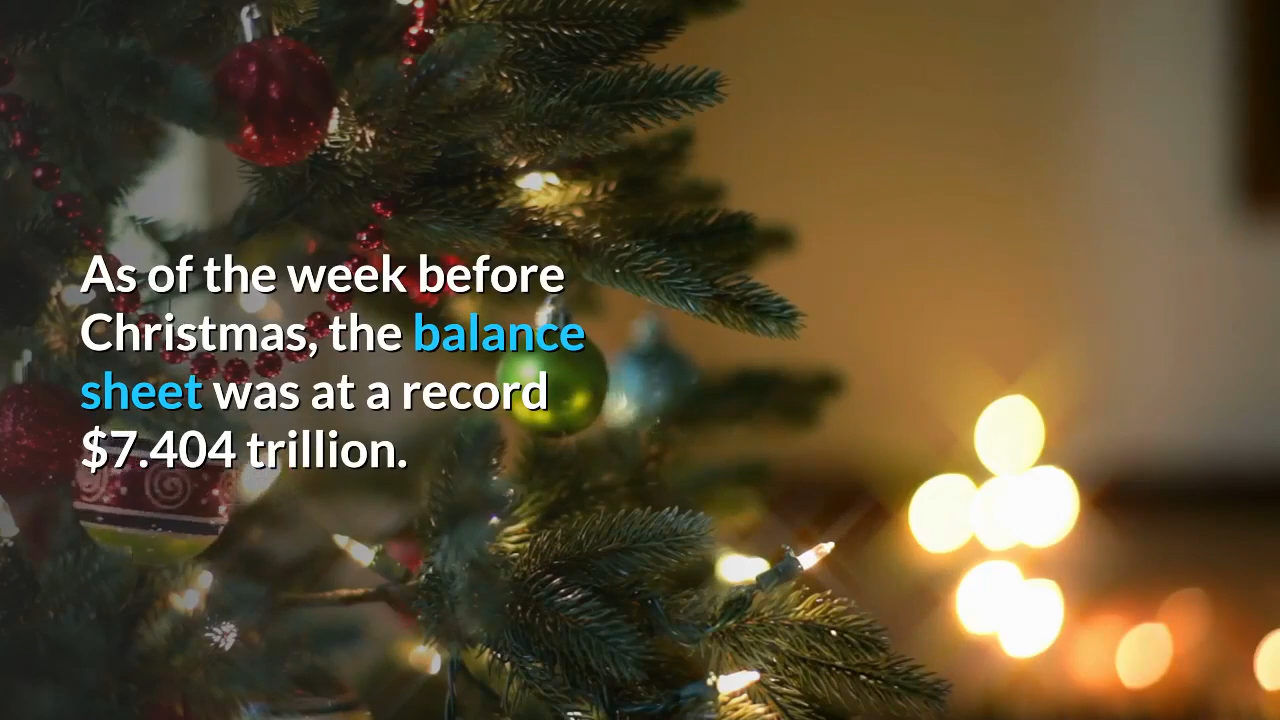 As of the week before
Christmas, the balance
sheet was at a record
$7.404 trillion.